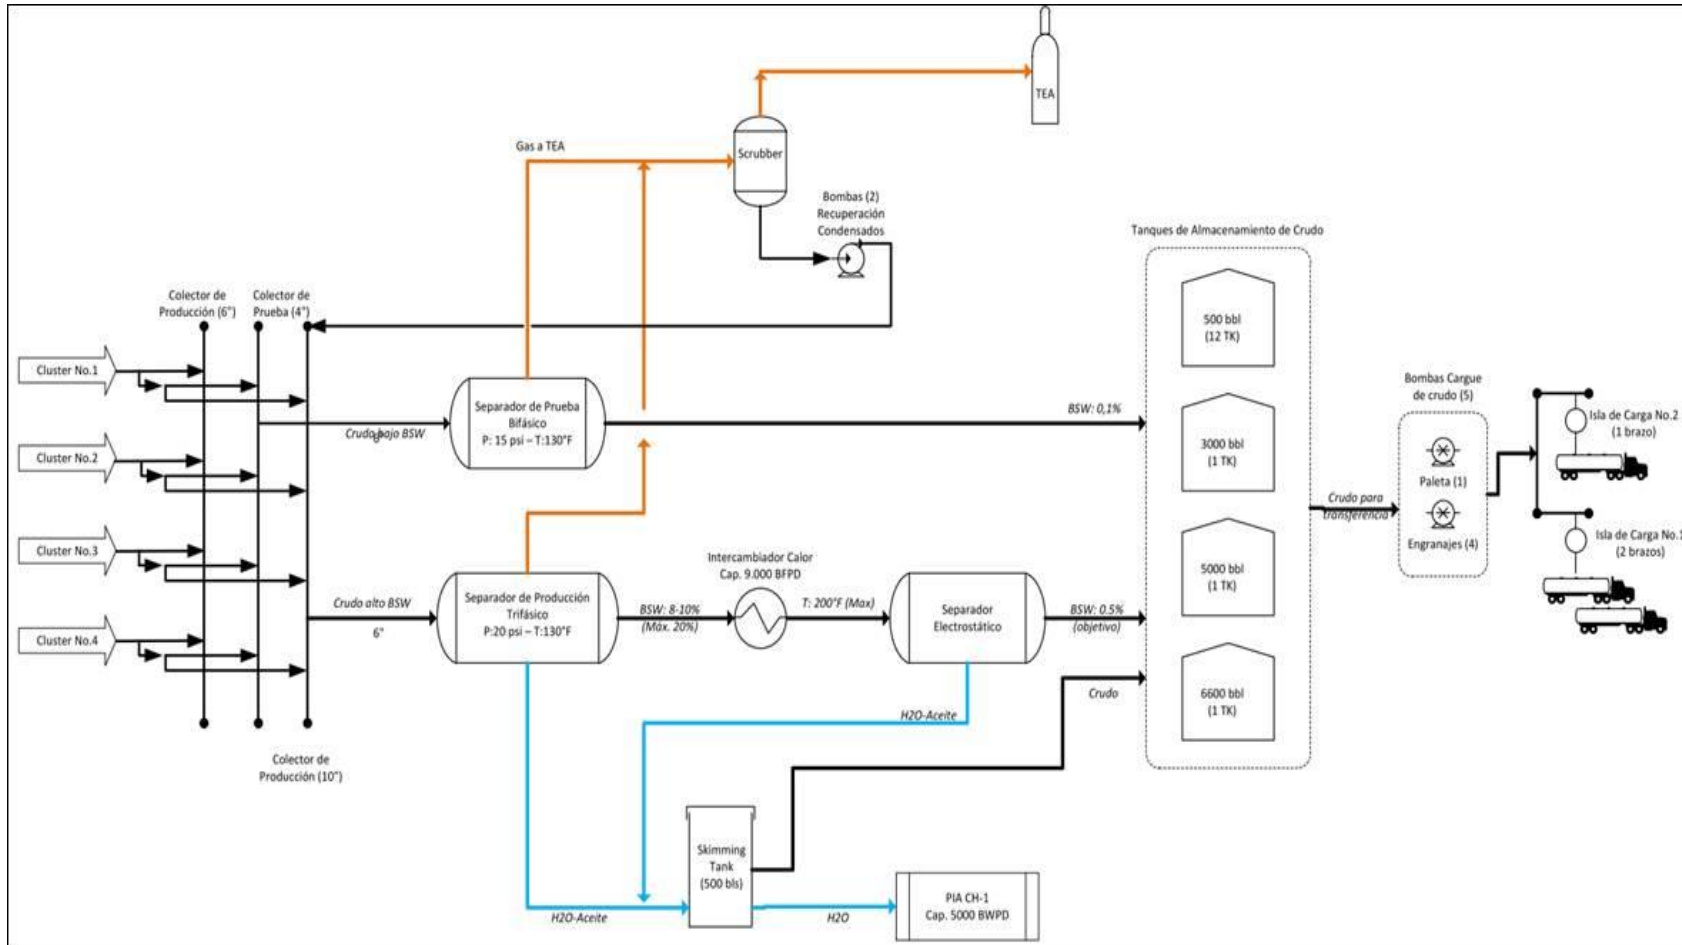 TEA
Gas a TEA
Scrubber
Bombas (2)
Recuperación
Condensados
Tanques de Almacenamiento de Crudo
Colector de
Producción (6")
Colector de
Prueba (4")
Cluster No.1
Cluster No.2
Cluster No.3
Cluster No.4
Crudo bajo BSW
Separador de Prueba
Bifásico
P: 15 psi – T:130°F
BSW: 0,1%
500 bbl
(12 TK)
3000 bbl
(1 TK)
5000 bbl
(1 TK)
6600 bbl
(1 TK)
Bombas Cargue
de crudo (5)
Paleta (1)
Engranajes (4)
Crudo para
transferencia
Isla de Carga No.2
(1 brazo)
Isla de Carga No.1
(2 brazos)
Crudo alto BSW
6"
Separador de Producción
Trifásico
P:20 psi – T:130°F
BSW: 8-10%
(Máx. 20%)
Intercambiador Calor
Cap. 9.000 BFPD
T: 200°F (Max)
Separador
Electrostático
BSW: 0.5%
(objetivo)
Crudo
H2O-Aceite
Colector de
Producción (10")
Skimming
Tank
(500 bls)
H2O-Aceite
H2O
PIA CH-1
Cap. 5000 BWPD